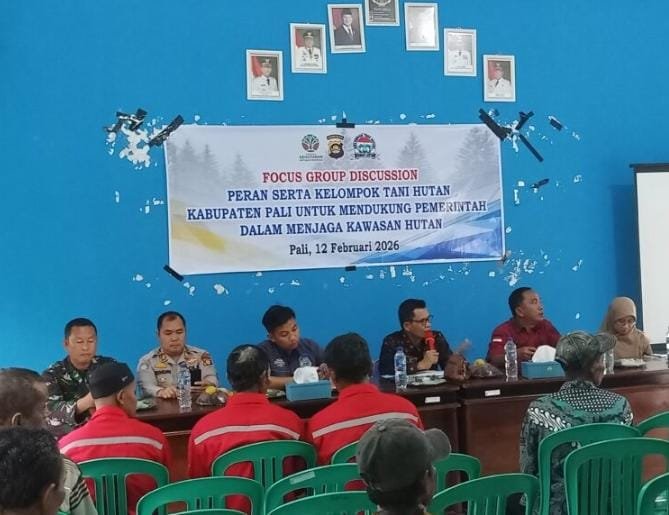 FOCUS GROUP DISCUSSION
PERAN SERTA KELOMPOK TANI HUTAN
KABUPATEN PALI UNTUK MENDUKUNG PEMERINTAH
DALAM MENJAGA KAWASAN HUTAN
Pali, 12 Februari 2026